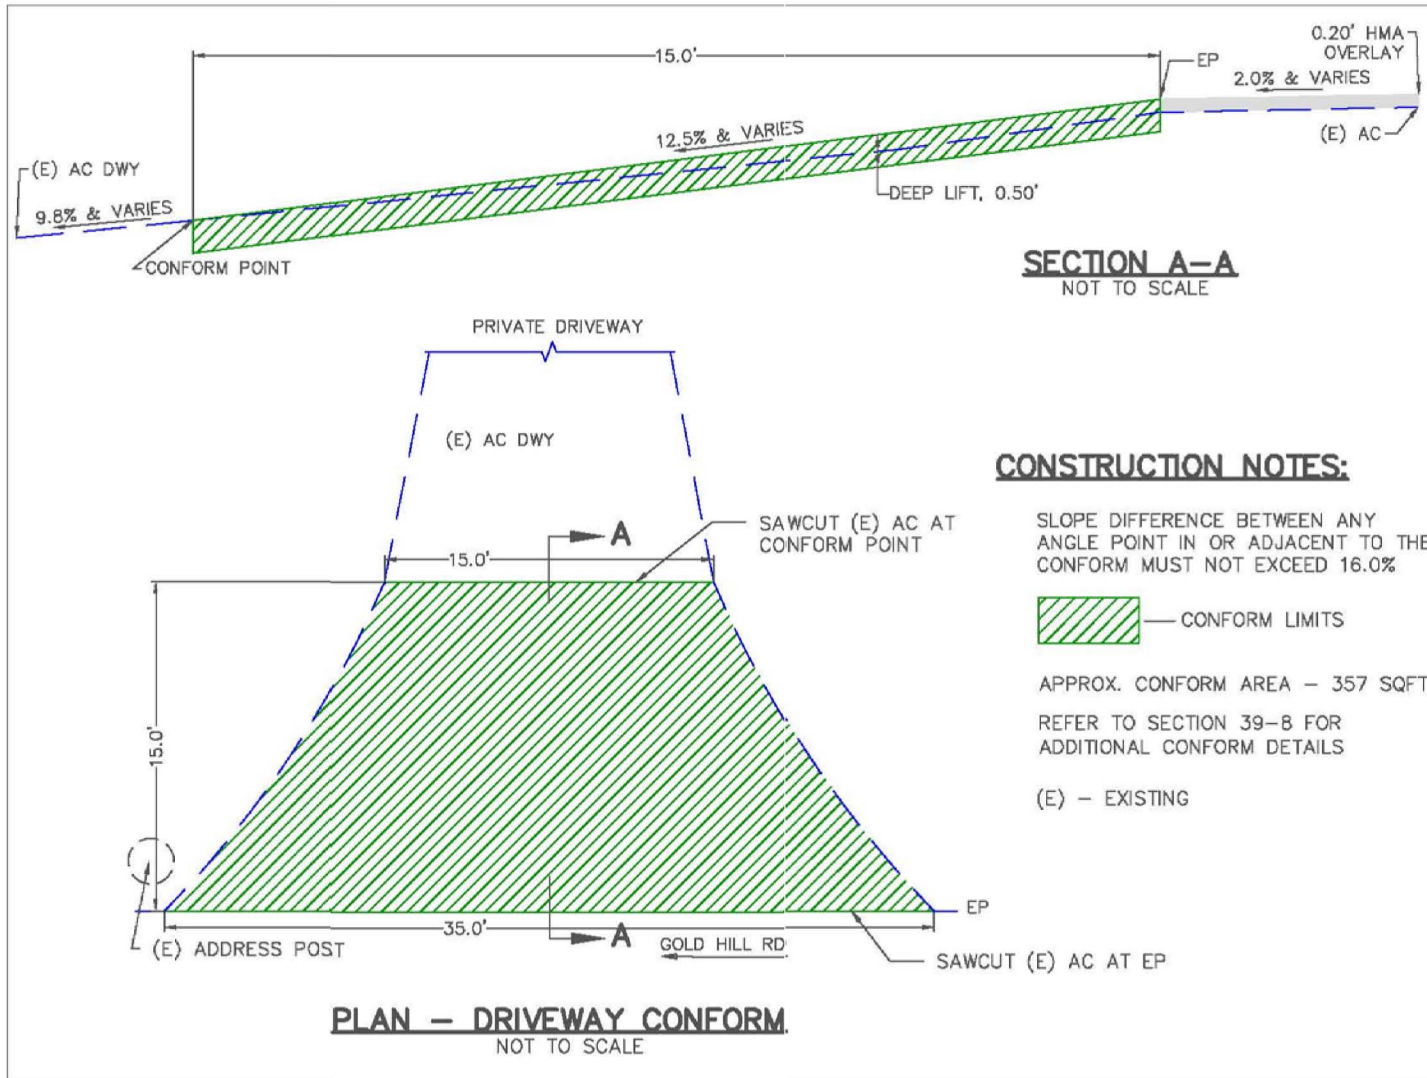 15.0'
0.20' HMA
OVERLAY
EP
2.0% & VARIES
12.5% & VARIES
(E) AC
(E) AC DWY
DEEP LIFT, 0.50'
9.8% & VARIES
CONFORM POINT
SECTION A-A
NOT TO SCALE
PRIVATE DRIVEWAY
(E) AC DWY
CONSTRUCTION NOTES:
SLOPE DIFFERENCE BETWEEN ANY
ANGLE POINT IN OR ADJACENT TO THE
CONFORM MUST NOT EXCEED 16.0%
CONFORM LIMITS
APPROX. CONFORM AREA - 357 SQFT
REFER TO SECTION 39-8 FOR
ADDITIONAL CONFORM DETAILS
(E) - EXISTING
SAWCUT (E) AC AT
CONFORM POINT
A
15.0'
15.0'
EP
35.0'
A
(E) ADDRESS POST
GOLD HILL RD
SAWCUT (E) AC AT EP
PLAN - DRIVEWAY CONFORM
NOT TO SCALE